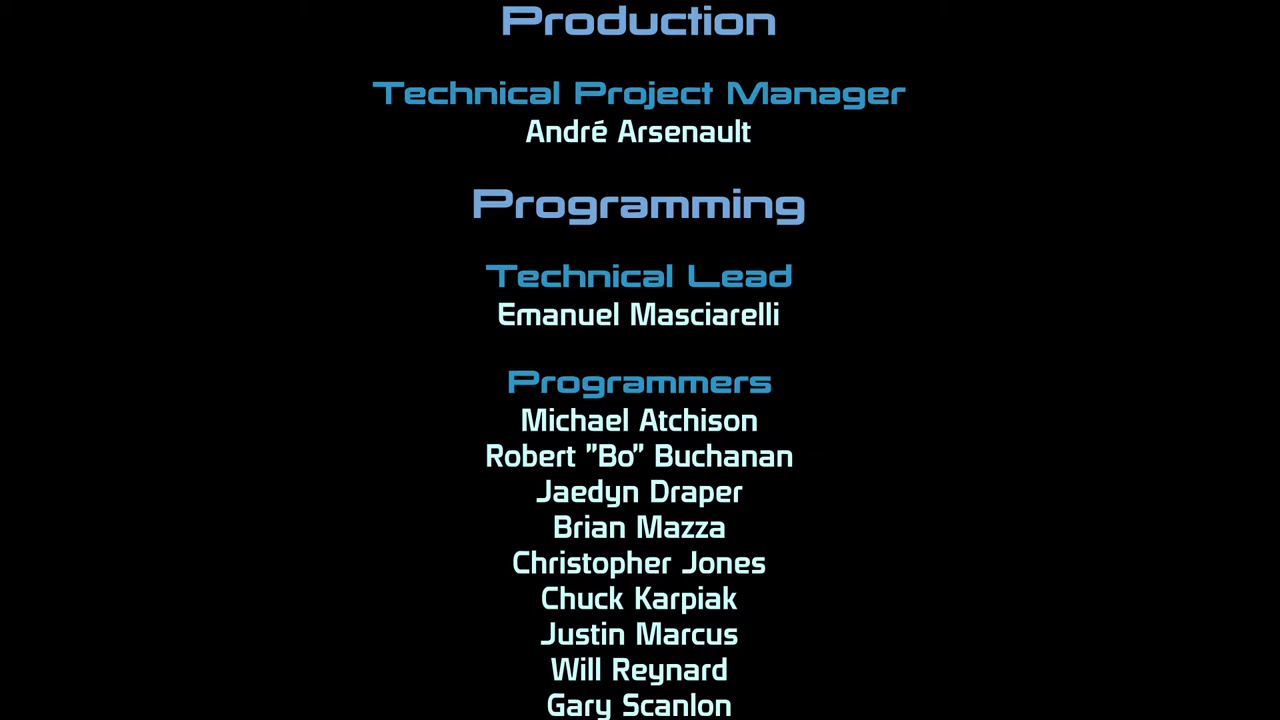 Production
Technical Project Manager
André Arsenault
Programming
Technical Lead
Emanuel Masciarelli
Programmers
Michael Atchison
Robert "Bo" Buchanan
Jaedyn Draper
Brian Mazza
Christopher Jones
Chuck Karpiak
Justin Marcus
Will Reynard
Gary Scanlon